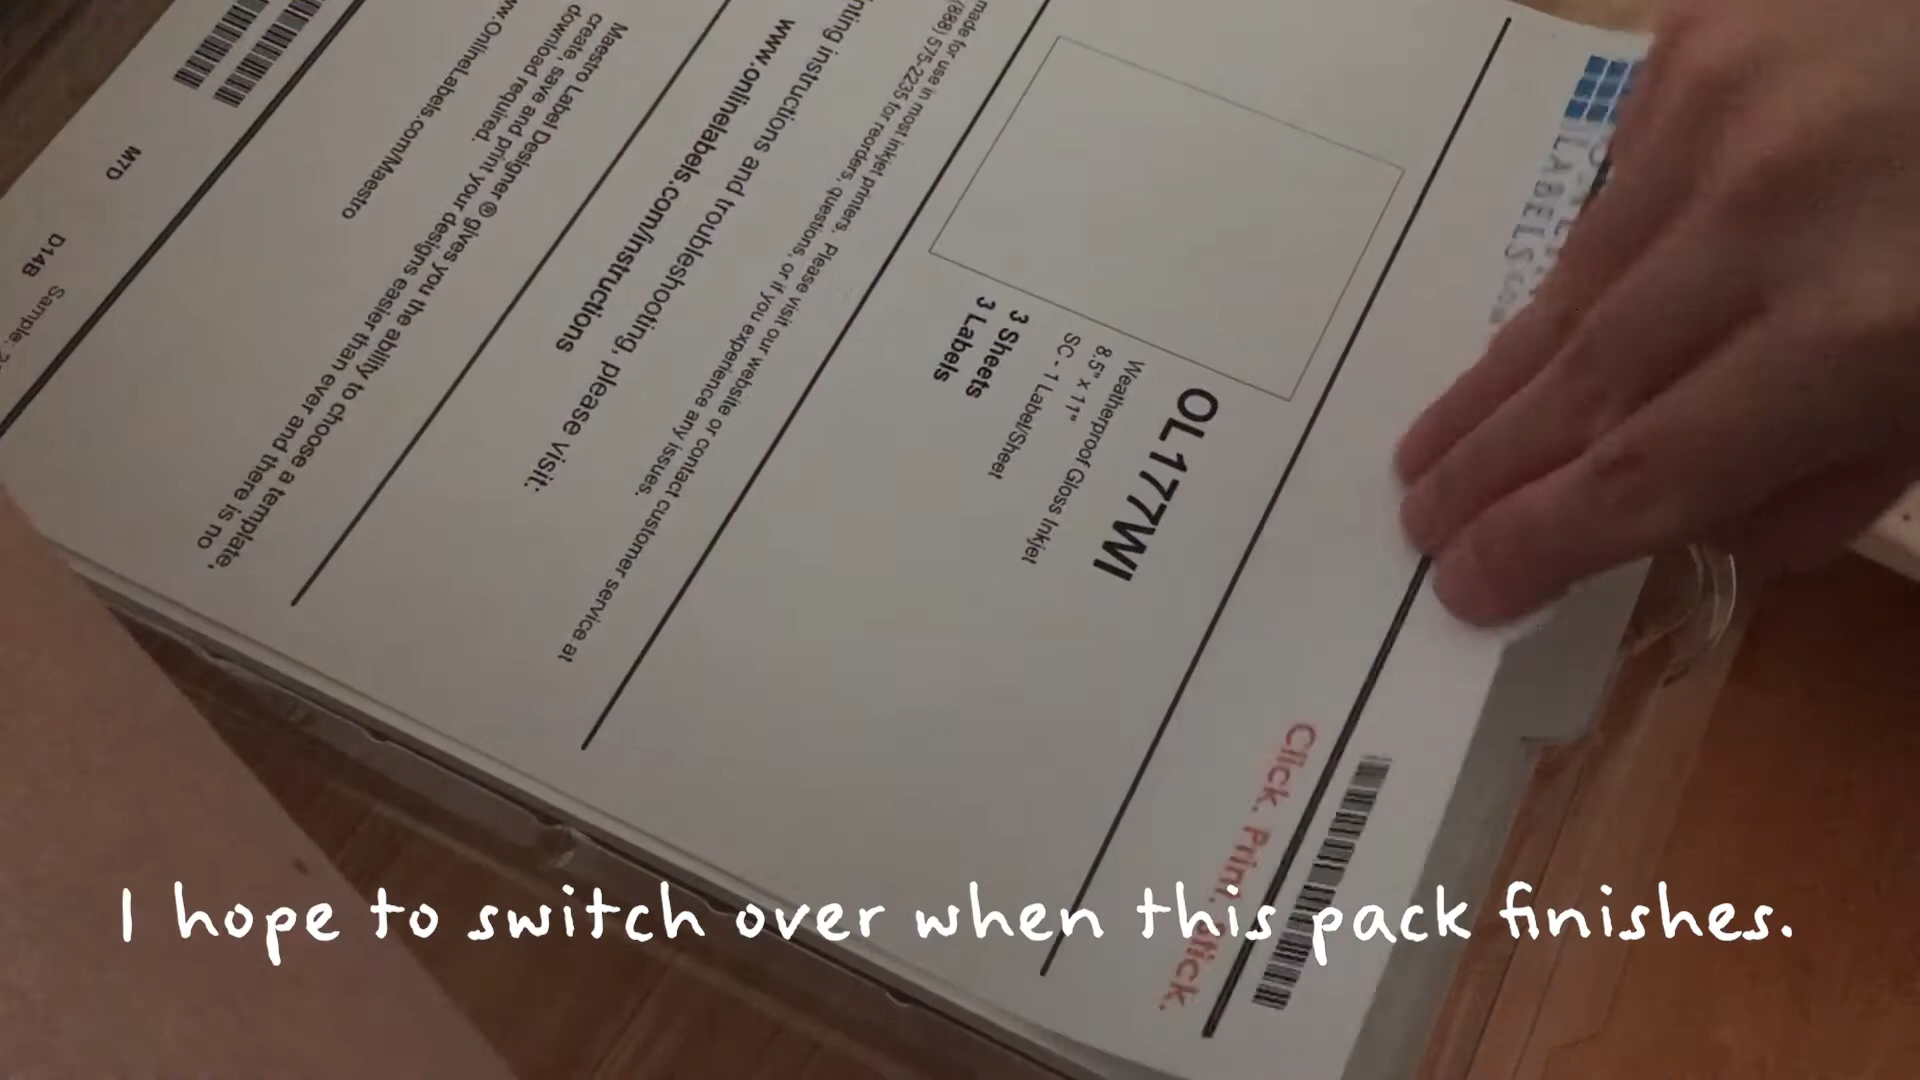 LABELS.com
Click. Print. Stick.
OL177WI
Weatherproof Gloss Inkjet
8.5" x 11"
SC - 1 Label/Sheet
3 Sheets
3 Labels
made for use in most inkjet printers. Please visit our website or contact customer service at
(888) 575-2235 for reorders, questions, or if you experience any issues.
instructions and troubleshooting, please visit:
www.onlinelabels.com/instructions
Maestro Label Designer® gives you the ability to choose a template,
create, save and print your designs easier than ever and there is no
download required.
www.OnlineLabels.com/Maestro
M7D
D14B
Sample:
I hope to switch over when this pack finishes.